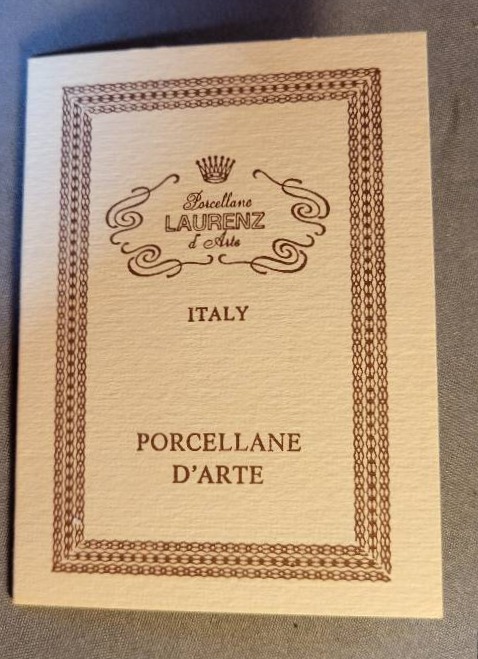 Porcellane
LAURENZ
d'Arte
ITALY
PORCELLANE
D'ARTE